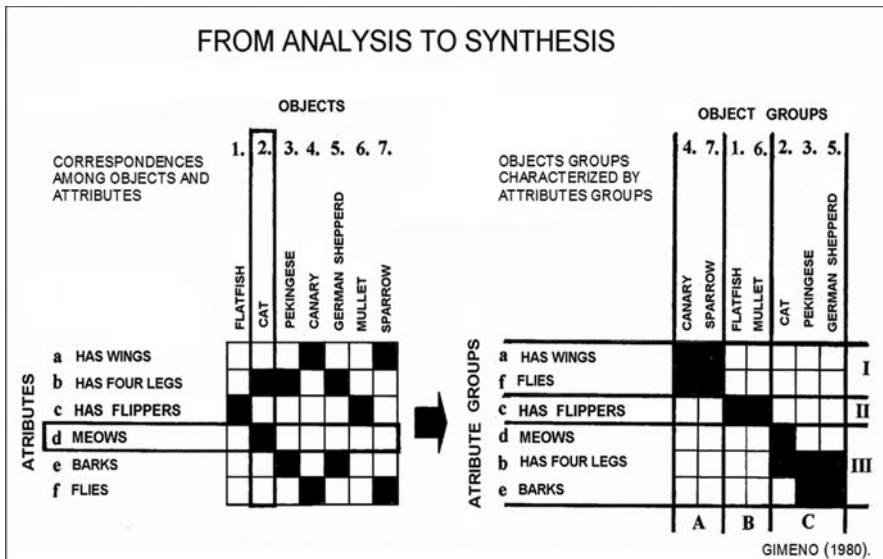 FROM ANALYSIS TO SYNTHESIS
OBJECTS
1. 2. 3. 4. 5. 6. 7.
CORRESPONDENCES
AMONG OBJECTS AND
ATTRIBUTES
FLATFISH
CAT
PEKINGESE
CANARY
GERMAN SHEPPERD
MULLET
SPARROW
ATRIBUTES
a HAS WINGS
b HAS FOUR LEGS
c HAS FLIPPERS
d MEOWS
e BARKS
f FLIES
OBJECT GROUPS
4. 7. 1. 6. 2. 3. 5.
OBJECTS GROUPS
CHARACTERIZED BY
ATTRIBUTES GROUPS
CANARY
SPARROW
FLATFISH
MULLET
CAT
PEKINGESE
GERMAN SHEPPERD
ATRIBUTE GROUPS
a HAS WINGS
f FLIES
I
c HAS FLIPPERS
II
d MEOWS
b HAS FOUR LEGS
III
e BARKS
A B C
GIMENO (1980).